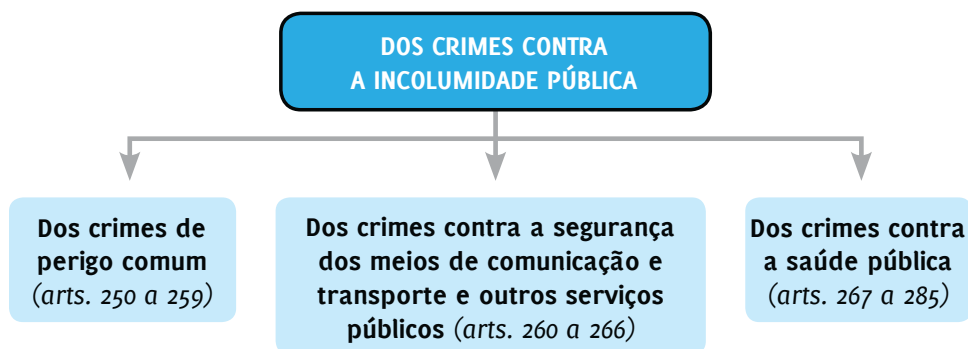 DOS CRIMES CONTRA
A INCOLUMIDADE PÚBLICA
Dos crimes de
perigo comum
(arts. 250 a 259)
Dos crimes contra a segurança
dos meios de comunicação e
transporte e outros serviços
públicos (arts. 260 a 266)
Dos crimes contra
a saúde pública
(arts. 267 a 285)